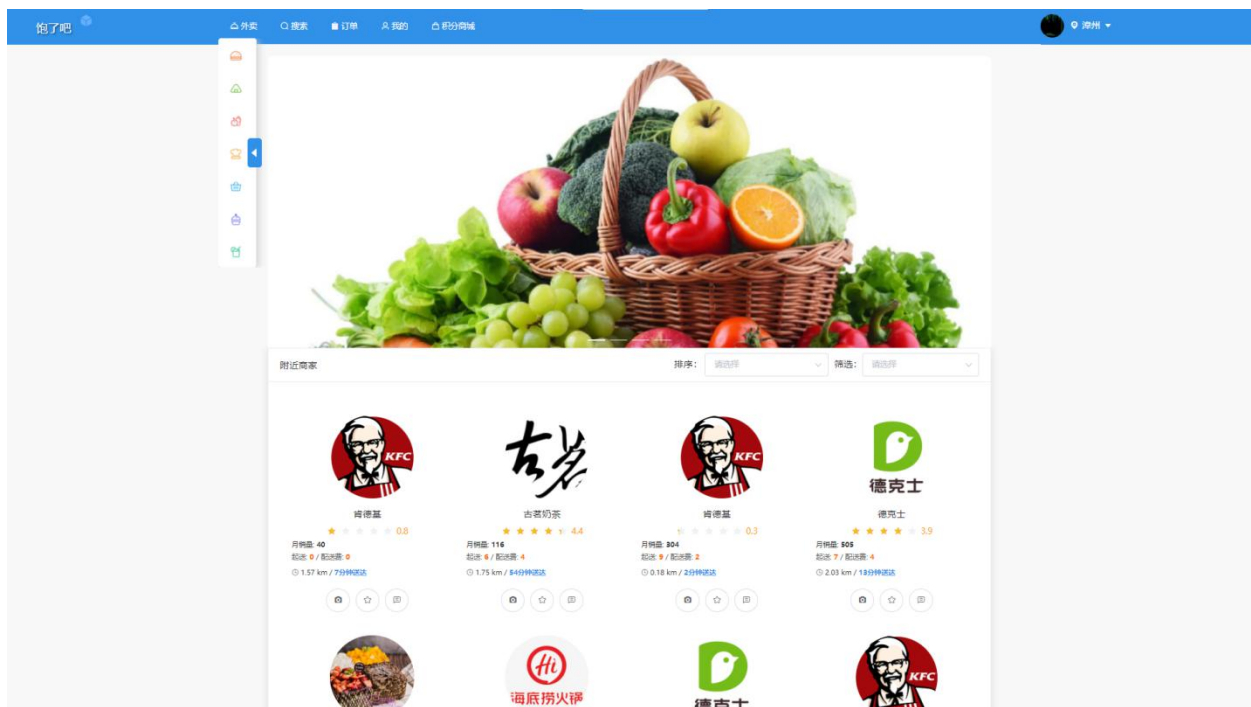 饱了吧
外卖 搜索 订单 我的 积分商城
漳州
附近商家 排序: 请选择 筛选: 请选择
KFC 古茗 KFC 德克士
肯德基 古茗奶茶 肯德基 德克士
0.8 4.4 0.3 3.9
月销量: 40 月销量: 116 月销量: 304 月销量: 505
起送: 0 / 配送费: 0 起送: 6 / 配送费: 4 起送: 9 / 配送费: 2 起送: 7 / 配送费: 4
1.57 km / 7分钟送达 1.75 km / 54分钟送达 0.18 km / 2分钟送达 2.03 km / 18分钟送达
Hi KFC
海底捞火锅 德克士